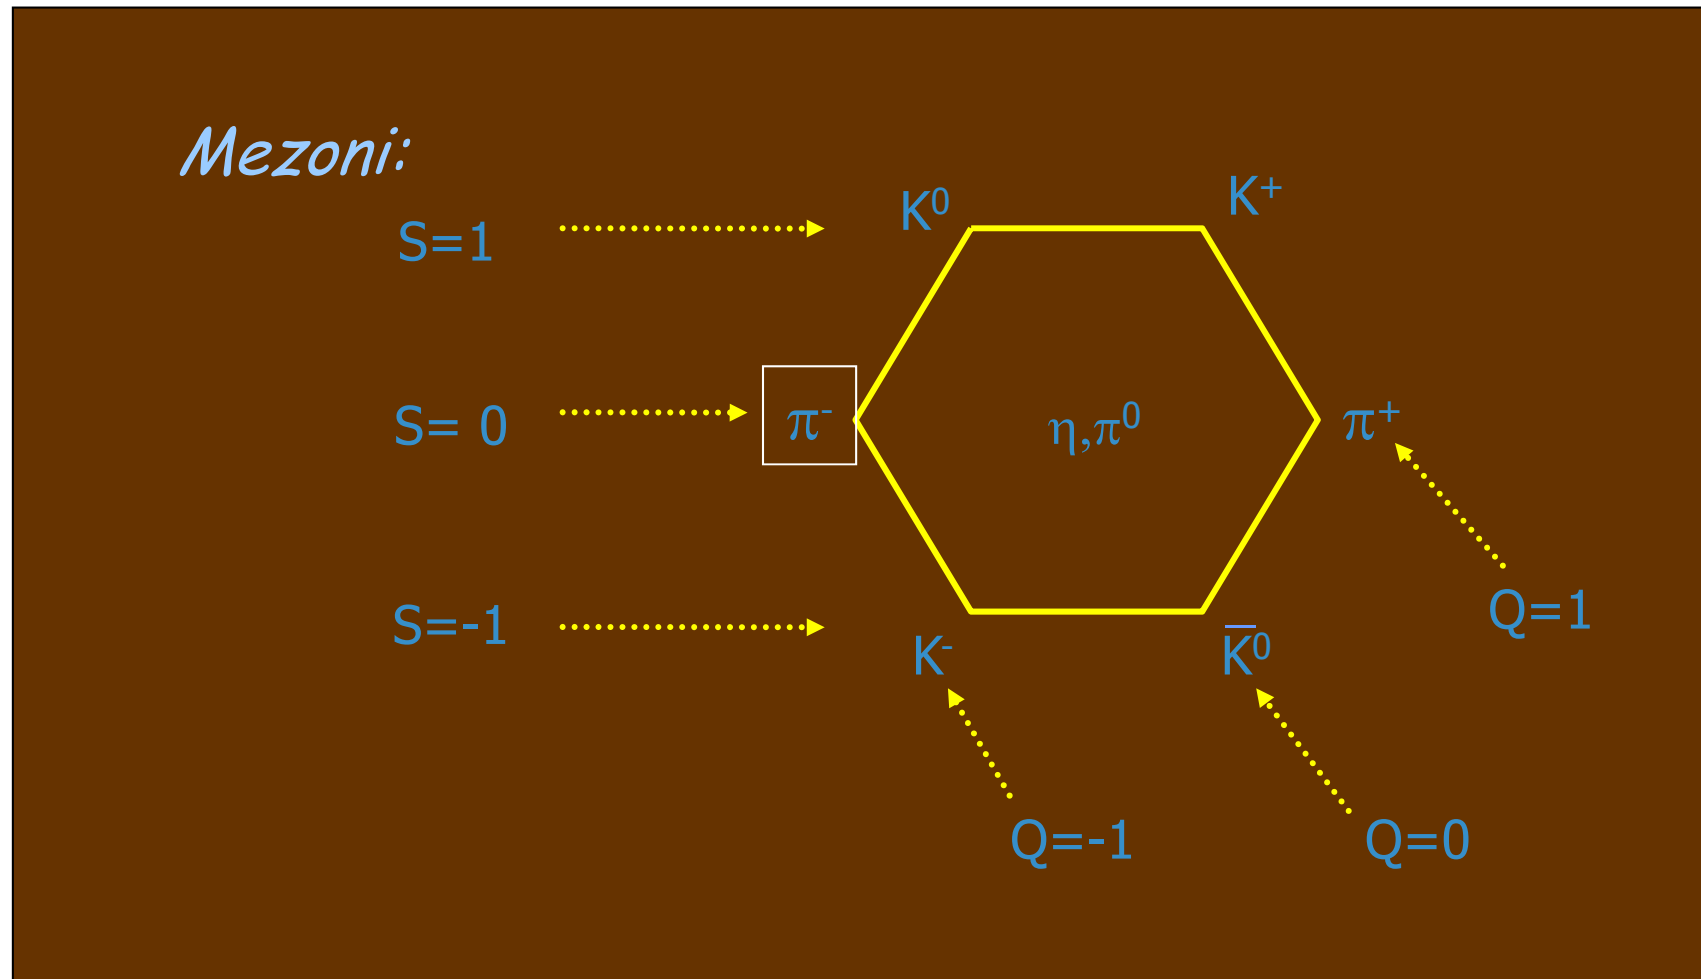 Mezoni:
K⁰ K⁺
S=1
S= 0 π⁻ η,π⁰ π⁺
S=-1 Q=1
K⁻ K̅⁰
Q=-1 Q=0